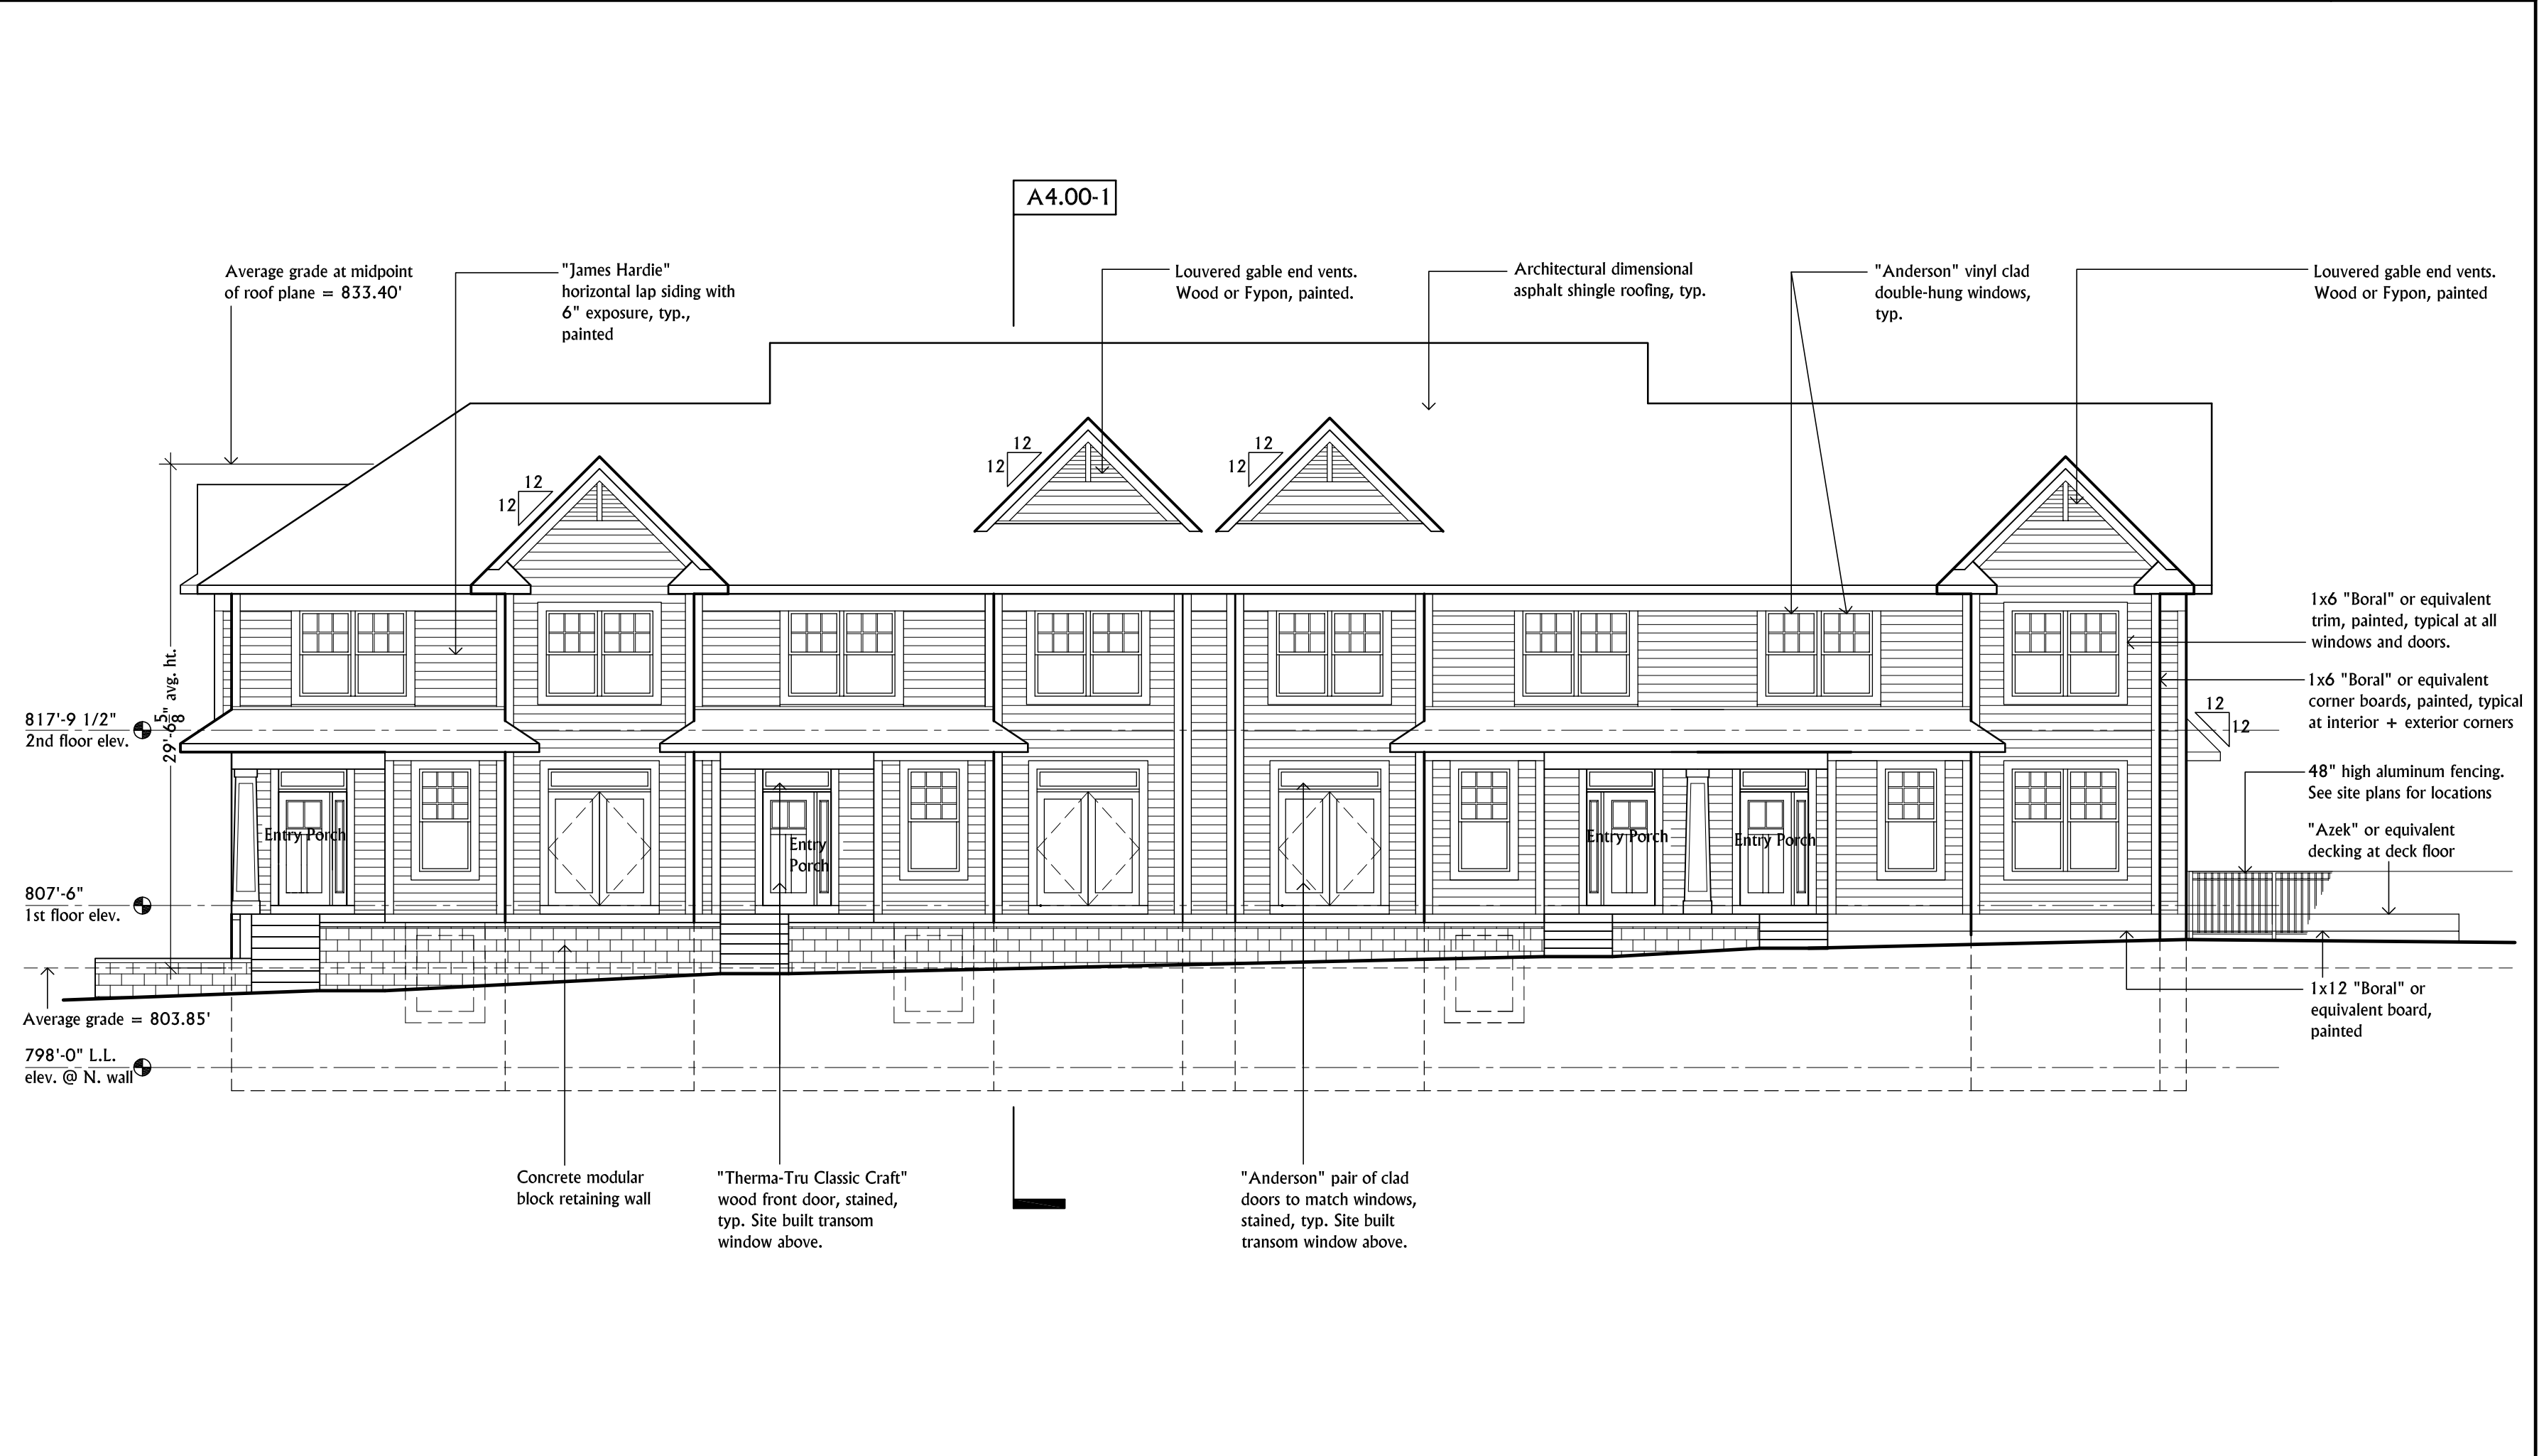 A4.00-1
Average grade at midpoint
of roof plane = 833.40'
"James Hardie"
horizontal lap siding with
6" exposure, typ.,
painted
Louvered gable end vents.
Wood or Fypon, painted.
Architectural dimensional
asphalt shingle roofing, typ.
"Anderson" vinyl clad
double-hung windows,
typ.
Louvered gable end vents.
Wood or Fypon, painted
12
12
12
12
12
12
1x6 "Boral" or equivalent
trim, painted, typical at all
windows and doors.
1x6 "Boral" or equivalent
corner boards, painted, typical
at interior + exterior corners
12
12
29'-6 5/8" avg. ht.
817'-9 1/2"
2nd floor elev.
48" high aluminum fencing.
See site plans for locations
"Azek" or equivalent
decking at deck floor
Entry Porch
Entry
Porch
Entry Porch
Entry Porch
807'-6"
1st floor elev.
Average grade = 803.85'
1x12 "Boral" or
equivalent board,
painted
798'-0" L.L.
elev. @ N. wall
Concrete modular
block retaining wall
"Therma-Tru Classic Craft"
wood front door, stained,
typ. Site built transom
window above.
"Anderson" pair of clad
doors to match windows,
stained, typ. Site built
transom window above.